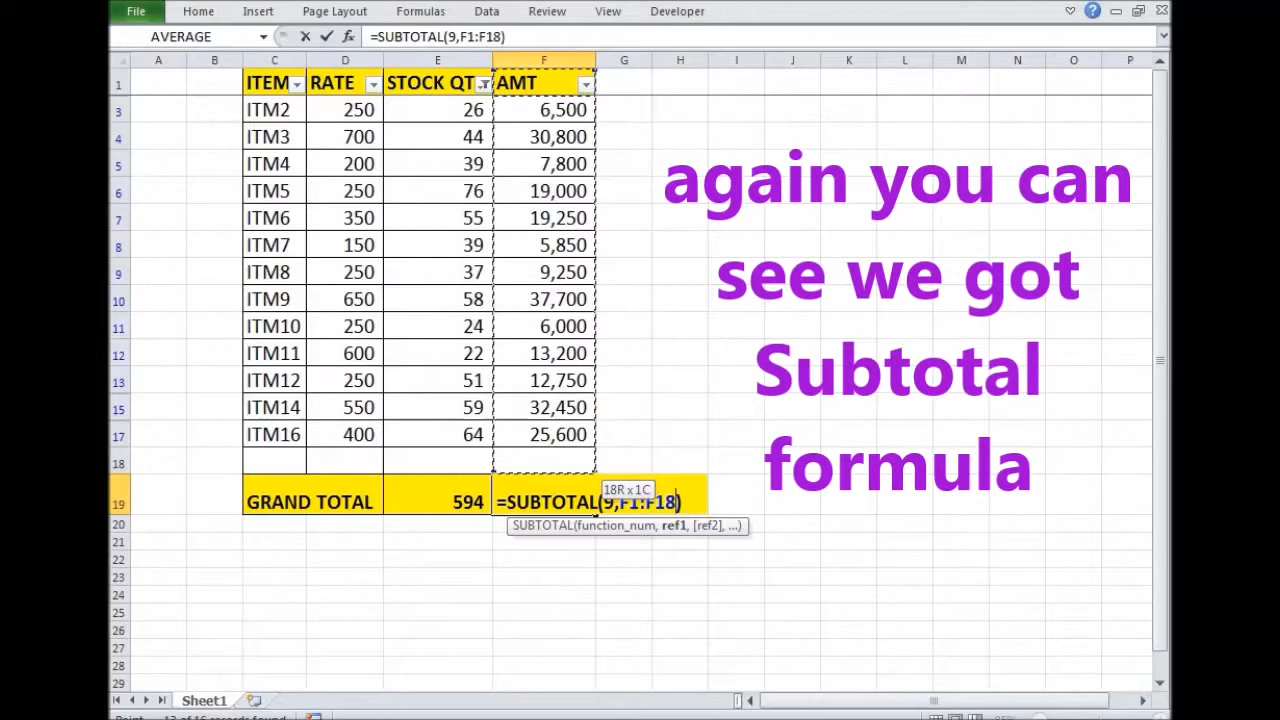 File Home Insert Page Layout Formulas Data Review View Developer
AVERAGE =SUBTOTAL(9,F1:F18)
A B C D E F G H I J K L M N O P
1 ITEM RATE STOCK QT AMT
3 ITM2 250 26 6,500
4 ITM3 700 44 30,800
5 ITM4 200 39 7,800
6 ITM5 250 76 19,000
7 ITM6 350 55 19,250
8 ITM7 150 39 5,850
9 ITM8 250 37 9,250
10 ITM9 650 58 37,700
11 ITM10 250 24 6,000
12 ITM11 600 22 13,200
13 ITM12 250 51 12,750
15 ITM14 550 59 32,450
17 ITM16 400 64 25,600
18
18R x 1C
19 GRAND TOTAL 594 =SUBTOTAL(9,F1:F18)
20 SUBTOTAL(function_num, ref1, [ref2], ...)
21
22
23
24
25
26
27
28
29
again you can
see we got
Subtotal
formula
Sheet1
Point 13 of 16 records found